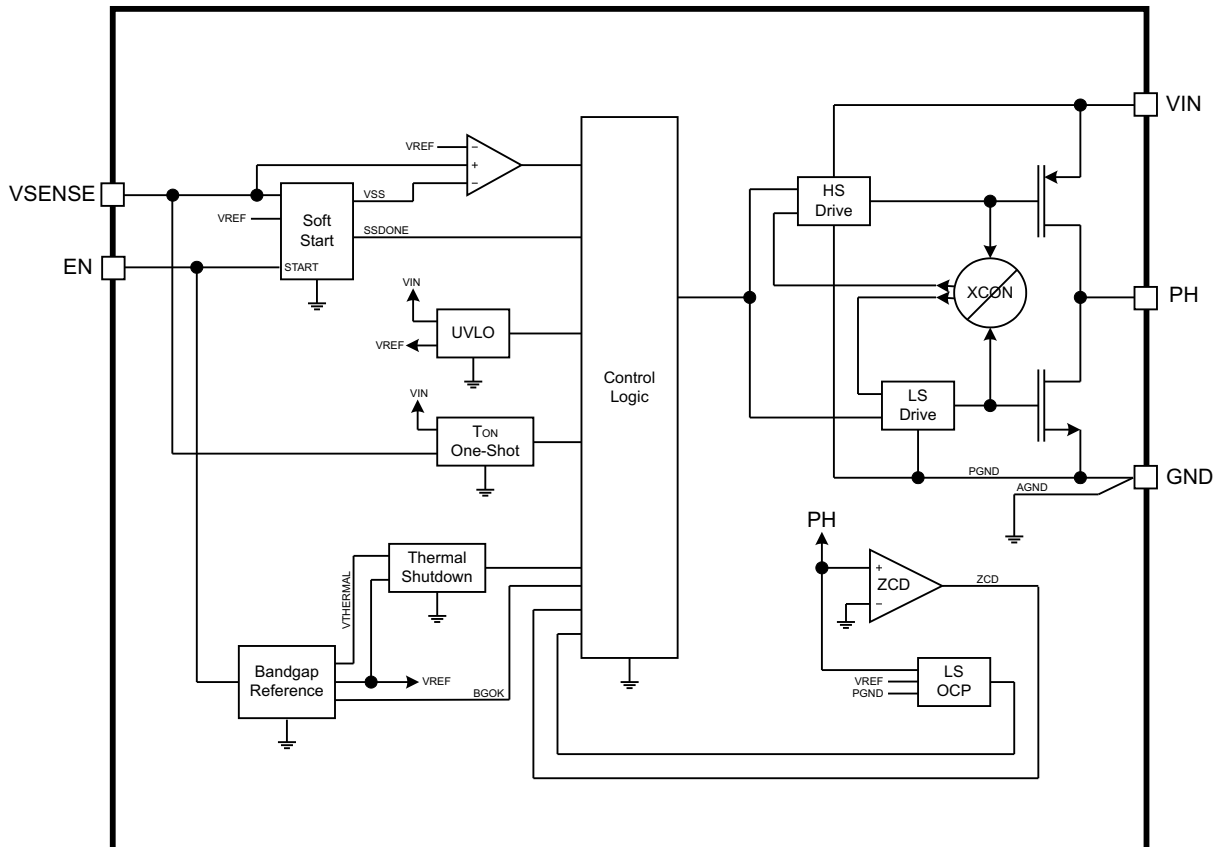 VIN
VREF
−
+
−
HS
Drive
VSENSE
VSS
Soft
Start
VREF
SSDONE
EN
START
VIN
XCON
PH
UVLO
VREF
Control
Logic
VIN
LS
Drive
TON
One-Shot
PGND
GND
AGND
PH
Thermal
Shutdown
+
ZCD
−
ZCD
VTHERMAL
Bandgap
Reference
VREF
BGOK
LS
OCP
VREF
PGND